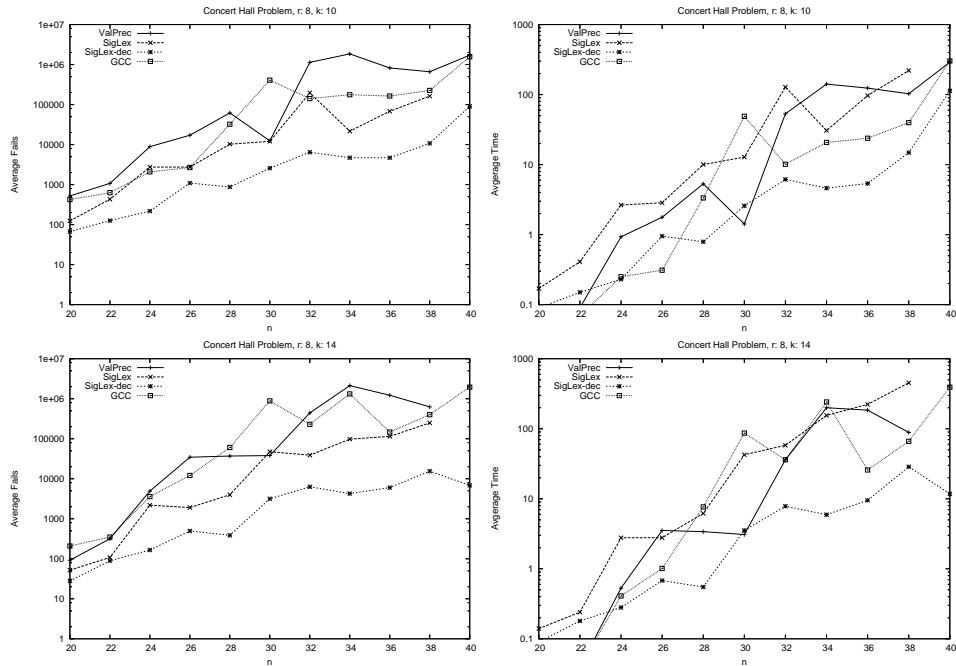 Concert Hall Problem, r: 8, k: 10
1e+07
1e+06
100000
10000
1000
100
10
1
Average Fails
ValPrec
SigLex
SigLex-dec
GCC
20 22 24 26 28 30 32 34 36 38 40
n
Concert Hall Problem, r: 8, k: 10
1000
100
10
1
0.1
Avgerage Time
ValPrec
SigLex
SigLex-dec
GCC
20 22 24 26 28 30 32 34 36 38 40
n
Concert Hall Problem, r: 8, k: 14
1e+07
1e+06
100000
10000
1000
100
10
1
Average Fails
ValPrec
SigLex
SigLex-dec
GCC
20 22 24 26 28 30 32 34 36 38 40
n
Concert Hall Problem, r: 8, k: 14
1000
100
10
1
0.1
Avgerage Time
ValPrec
SigLex
SigLex-dec
GCC
20 22 24 26 28 30 32 34 36 38 40
n